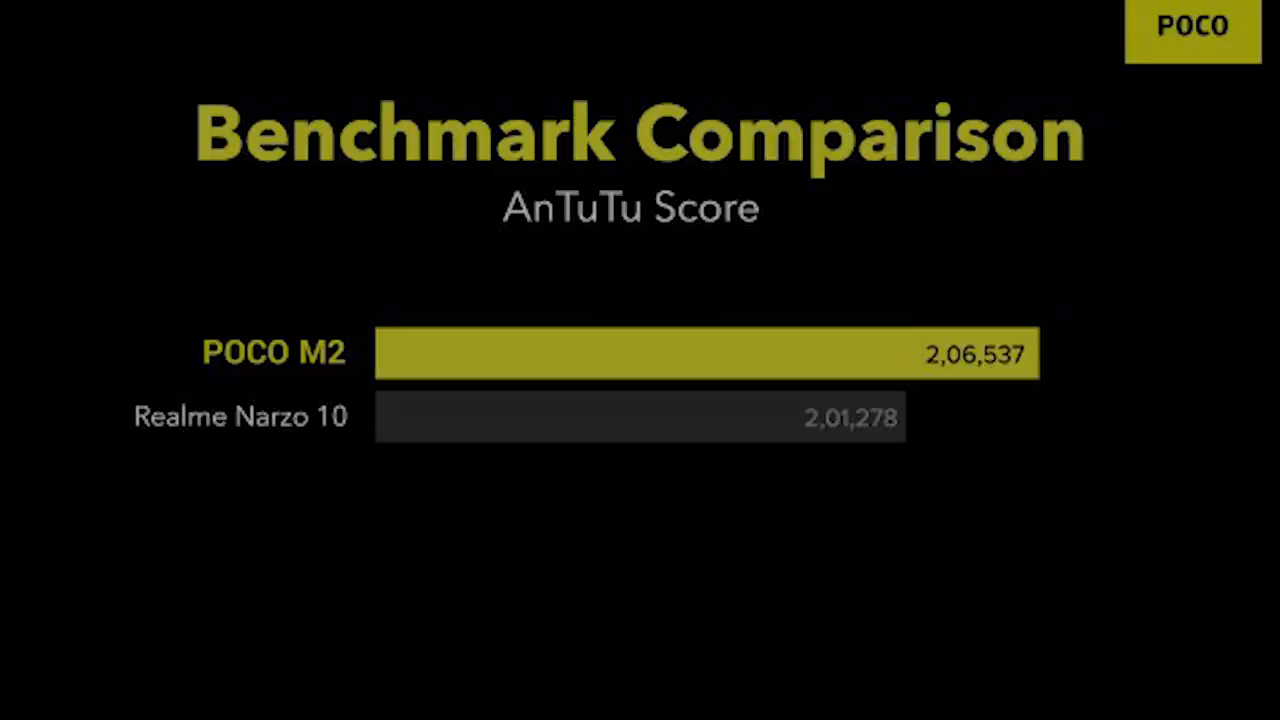 POCO
Benchmark Comparison
AnTuTu Score
POCO M2 2,06,537
Realme Narzo 10 2,01,278